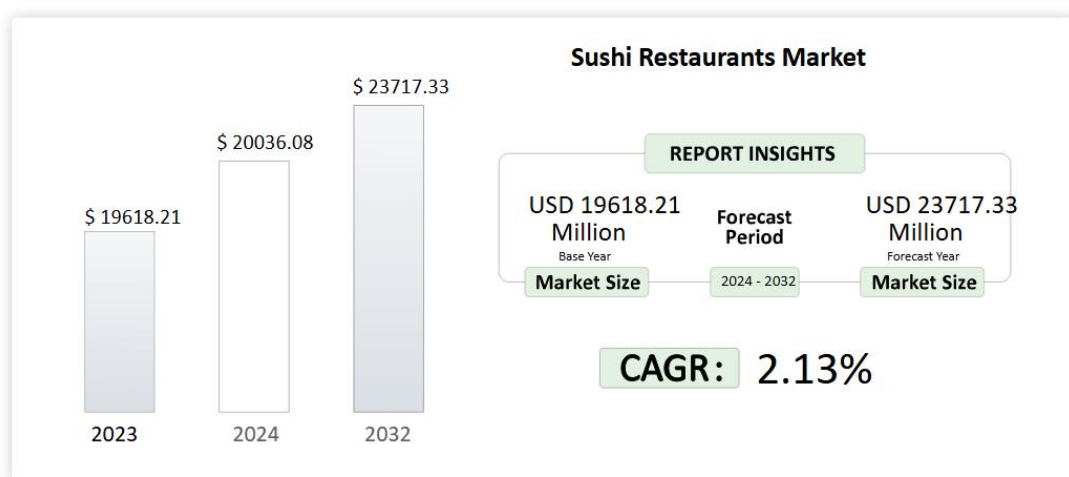 Sushi Restaurants Market
$ 23717.33
$ 20036.08
$ 19618.21
2023
2024
2032
REPORT INSIGHTS
USD 19618.21
Million
Base Year
Market Size
Forecast
Period
2024 - 2032
USD 23717.33
Million
Forecast Year
Market Size
CAGR: 2.13%